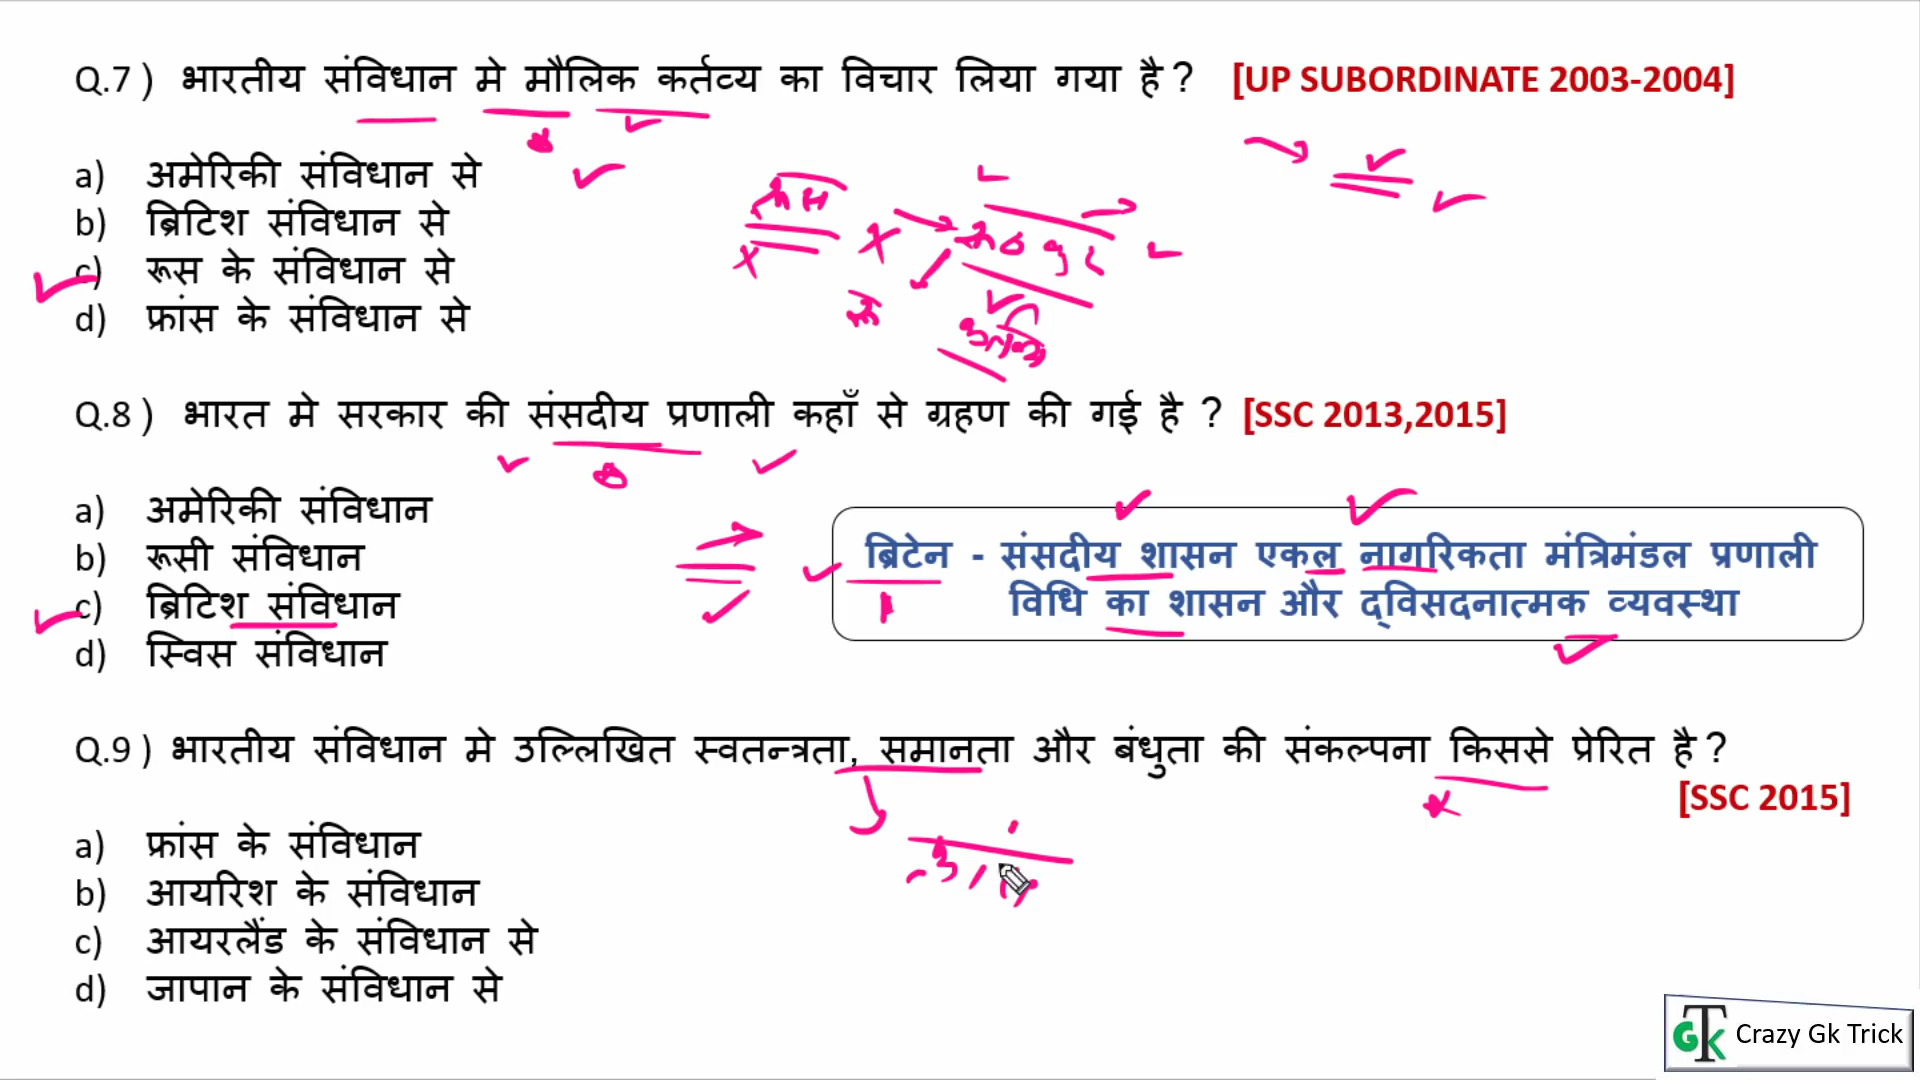 Q.7 ) भारतीय संविधान मे मौलिक कर्तव्य का विचार लिया गया है ? [UP SUBORDINATE 2003-2004]
a) अमेरिकी संविधान से
b) ब्रिटिश संविधान से
c) रूस के संविधान से
d) फ्रांस के संविधान से
Q.8 ) भारत मे सरकार की संसदीय प्रणाली कहाँ से ग्रहण की गई है ? [SSC 2013,2015]
a) अमेरिकी संविधान
b) रूसी संविधान
c) ब्रिटिश संविधान
d) स्विस संविधान
ब्रिटेन - संसदीय शासन एकल नागरिकता मंत्रिमंडल प्रणाली
विधि का शासन और द्विसदनात्मक व्यवस्था
Q.9 ) भारतीय संविधान मे उल्लिखित स्वतन्त्रता, समानता और बंधुता की संकल्पना किससे प्रेरित है ?
[SSC 2015]
a) फ्रांस के संविधान
b) आयरिश के संविधान
c) आयरलैंड के संविधान से
d) जापान के संविधान से
GTK Crazy Gk Trick